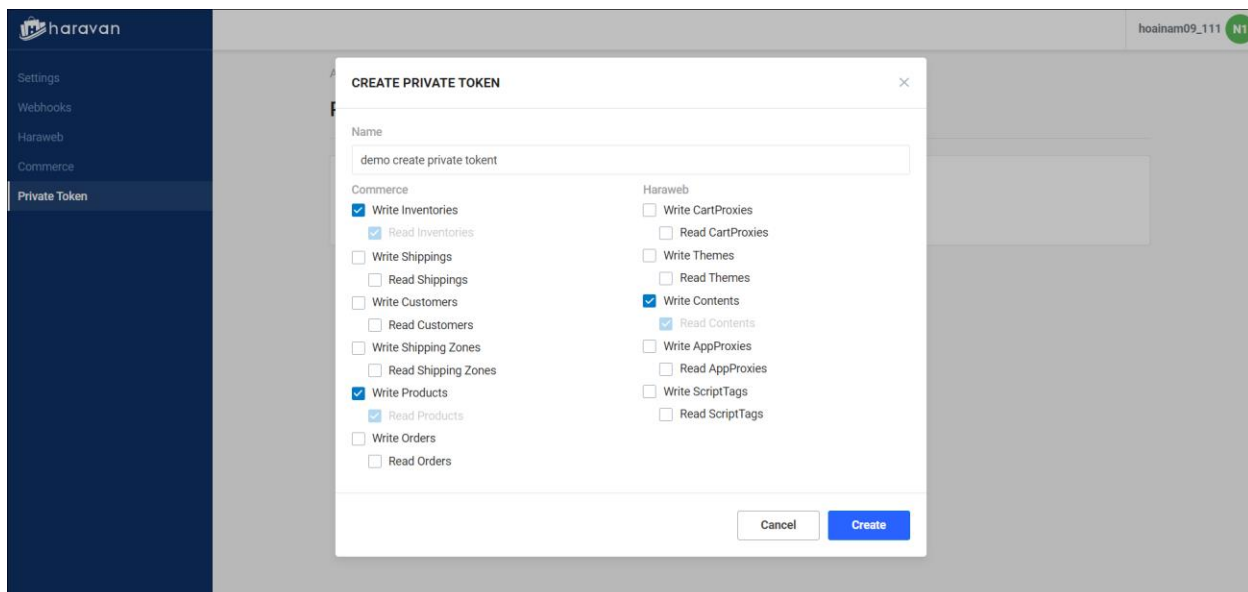 haravan
hoainam09_111 N1
Settings
Webhooks
Haraweb
Commerce
Private Token
CREATE PRIVATE TOKEN
Name
demo create private tokent
Commerce
Write Inventories
Read Inventories
Write Shippings
Read Shippings
Write Customers
Read Customers
Write Shipping Zones
Read Shipping Zones
Write Products
Read Products
Write Orders
Read Orders
Haraweb
Write CartProxies
Read CartProxies
Write Themes
Read Themes
Write Contents
Read Contents
Write AppProxies
Read AppProxies
Write ScriptTags
Read ScriptTags
Cancel
Create